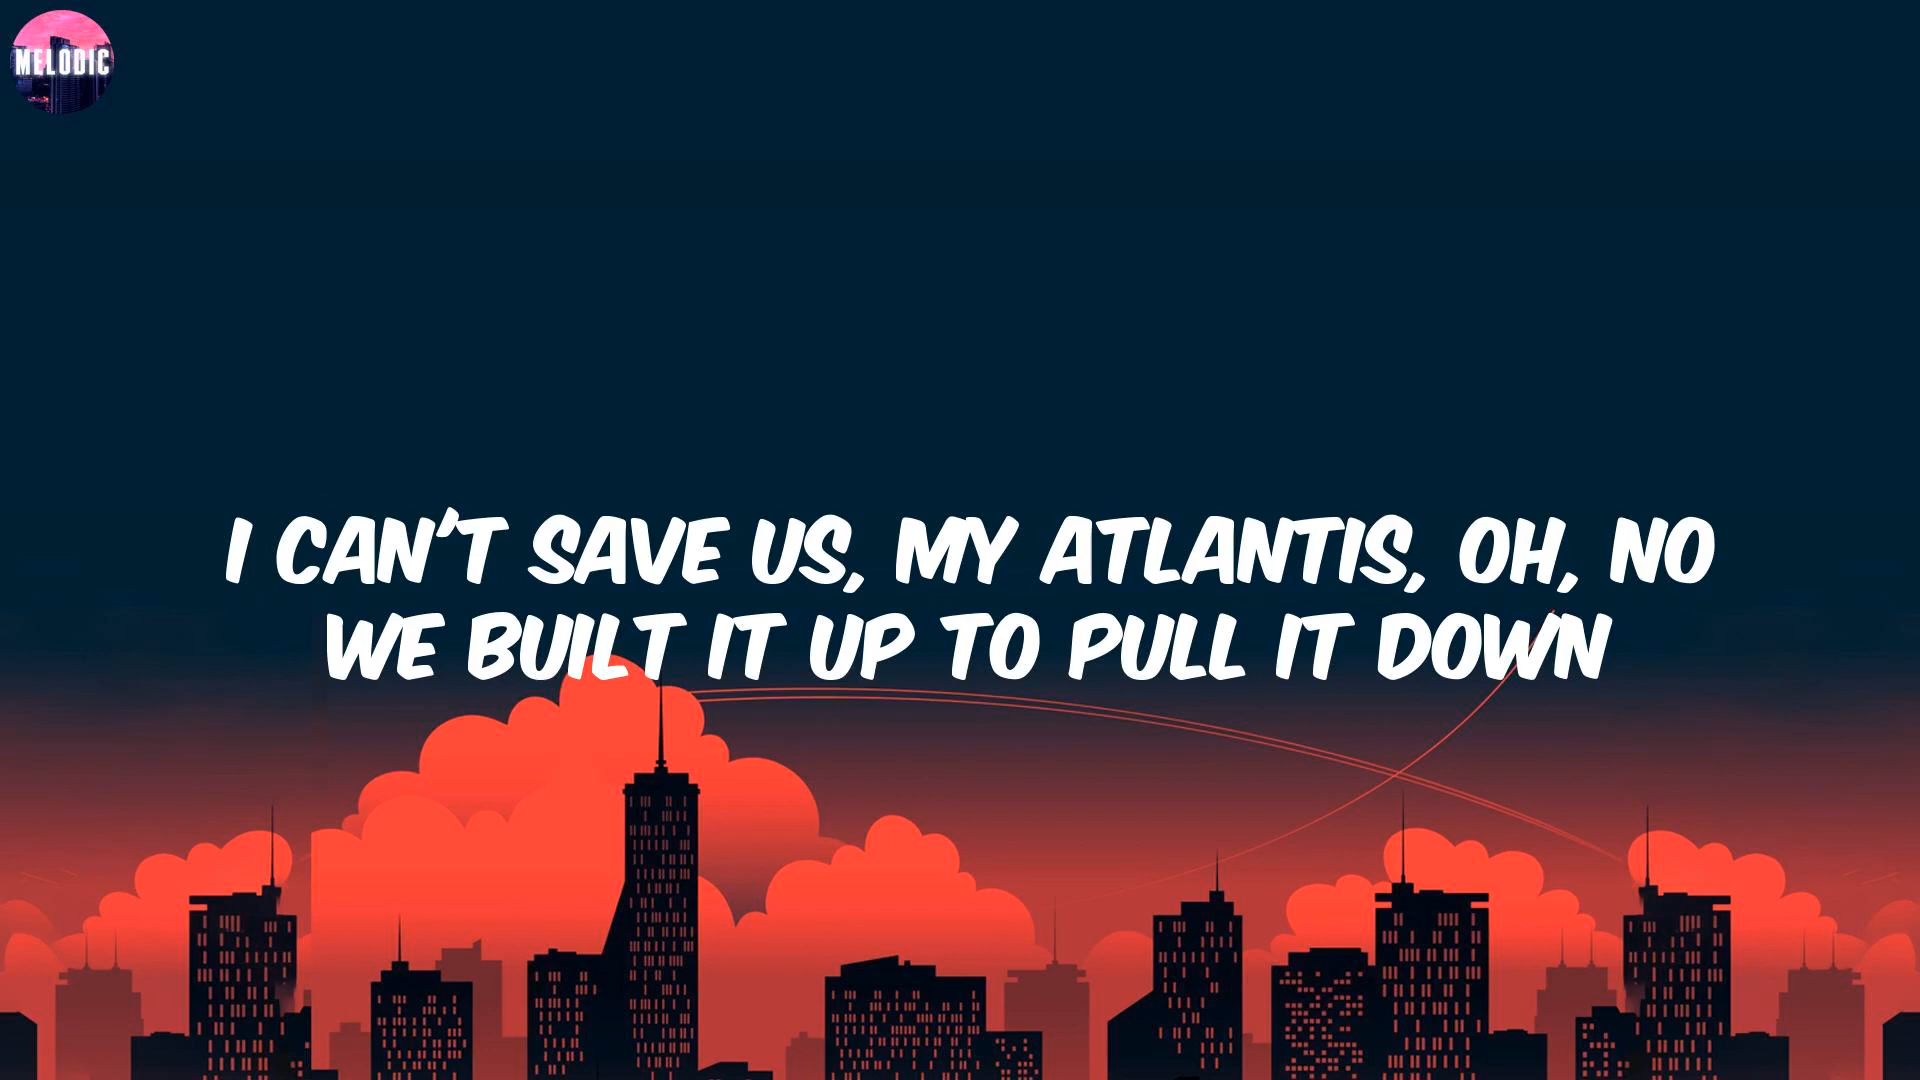 MELODIC
I CAN'T SAVE US, MY ATLANTIS, OH, NO
WE BUILT IT UP TO PULL IT DOWN